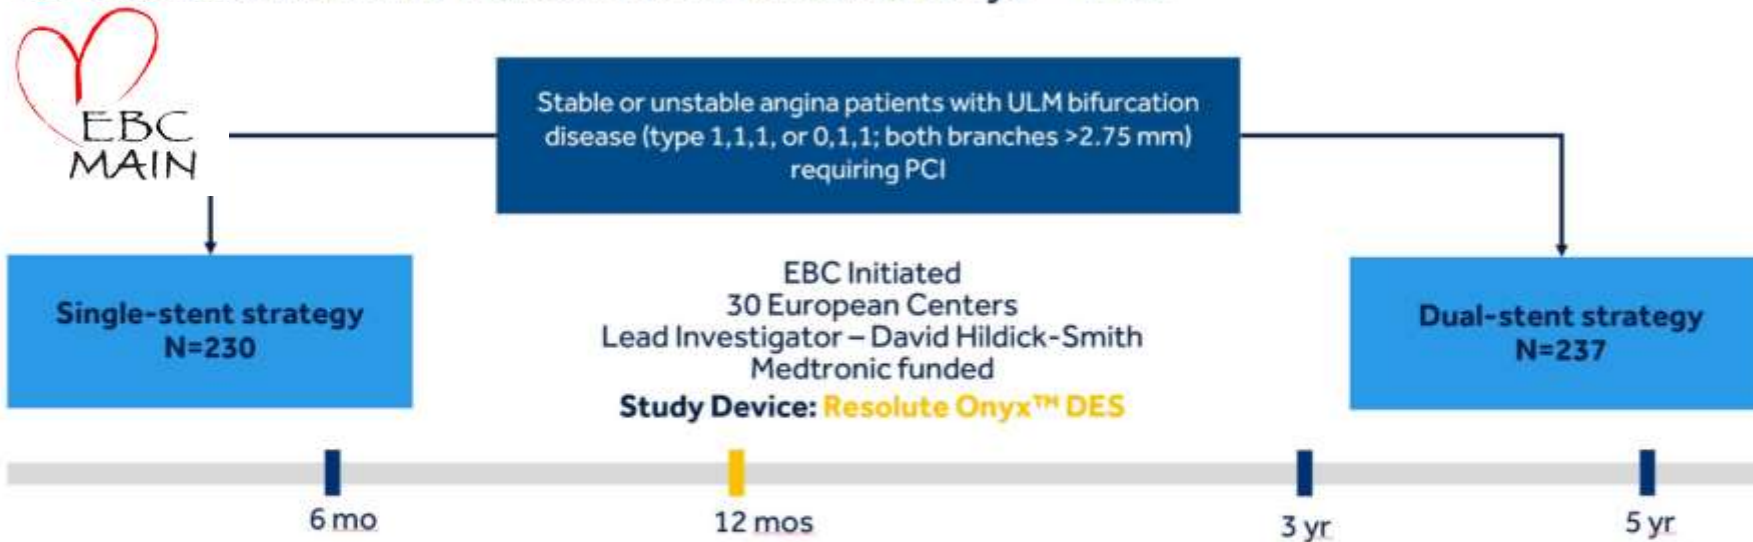 EBC
MAIN
Stable or unstable angina patients with ULM bifurcation
disease (type 1,1,1, or 0,1,1; both branches >2.75 mm)
requiring PCI
Single-stent strategy
N=230
EBC Initiated
30 European Centers
Lead Investigator – David Hildick-Smith
Medtronic funded
Study Device: Resolute Onyx™ DES
Dual-stent strategy
N=237
6 mo
12 mos
3 yr
5 yr